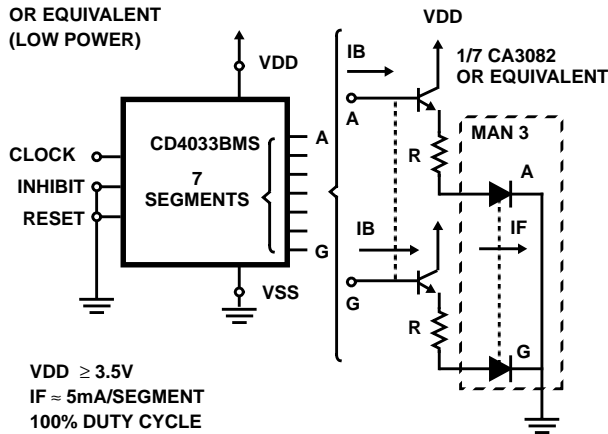 OR EQUIVALENT
(LOW POWER)
VDD
CD4033BMS
7
SEGMENTS
CLOCK
INHIBIT
RESET
A
G
VSS
VDD
IB
1/7 CA3082
OR EQUIVALENT
A
R
MAN 3
A
IF
IB
G
R
G
VDD ≥ 3.5V
IF ≈ 5mA/SEGMENT
100% DUTY CYCLE